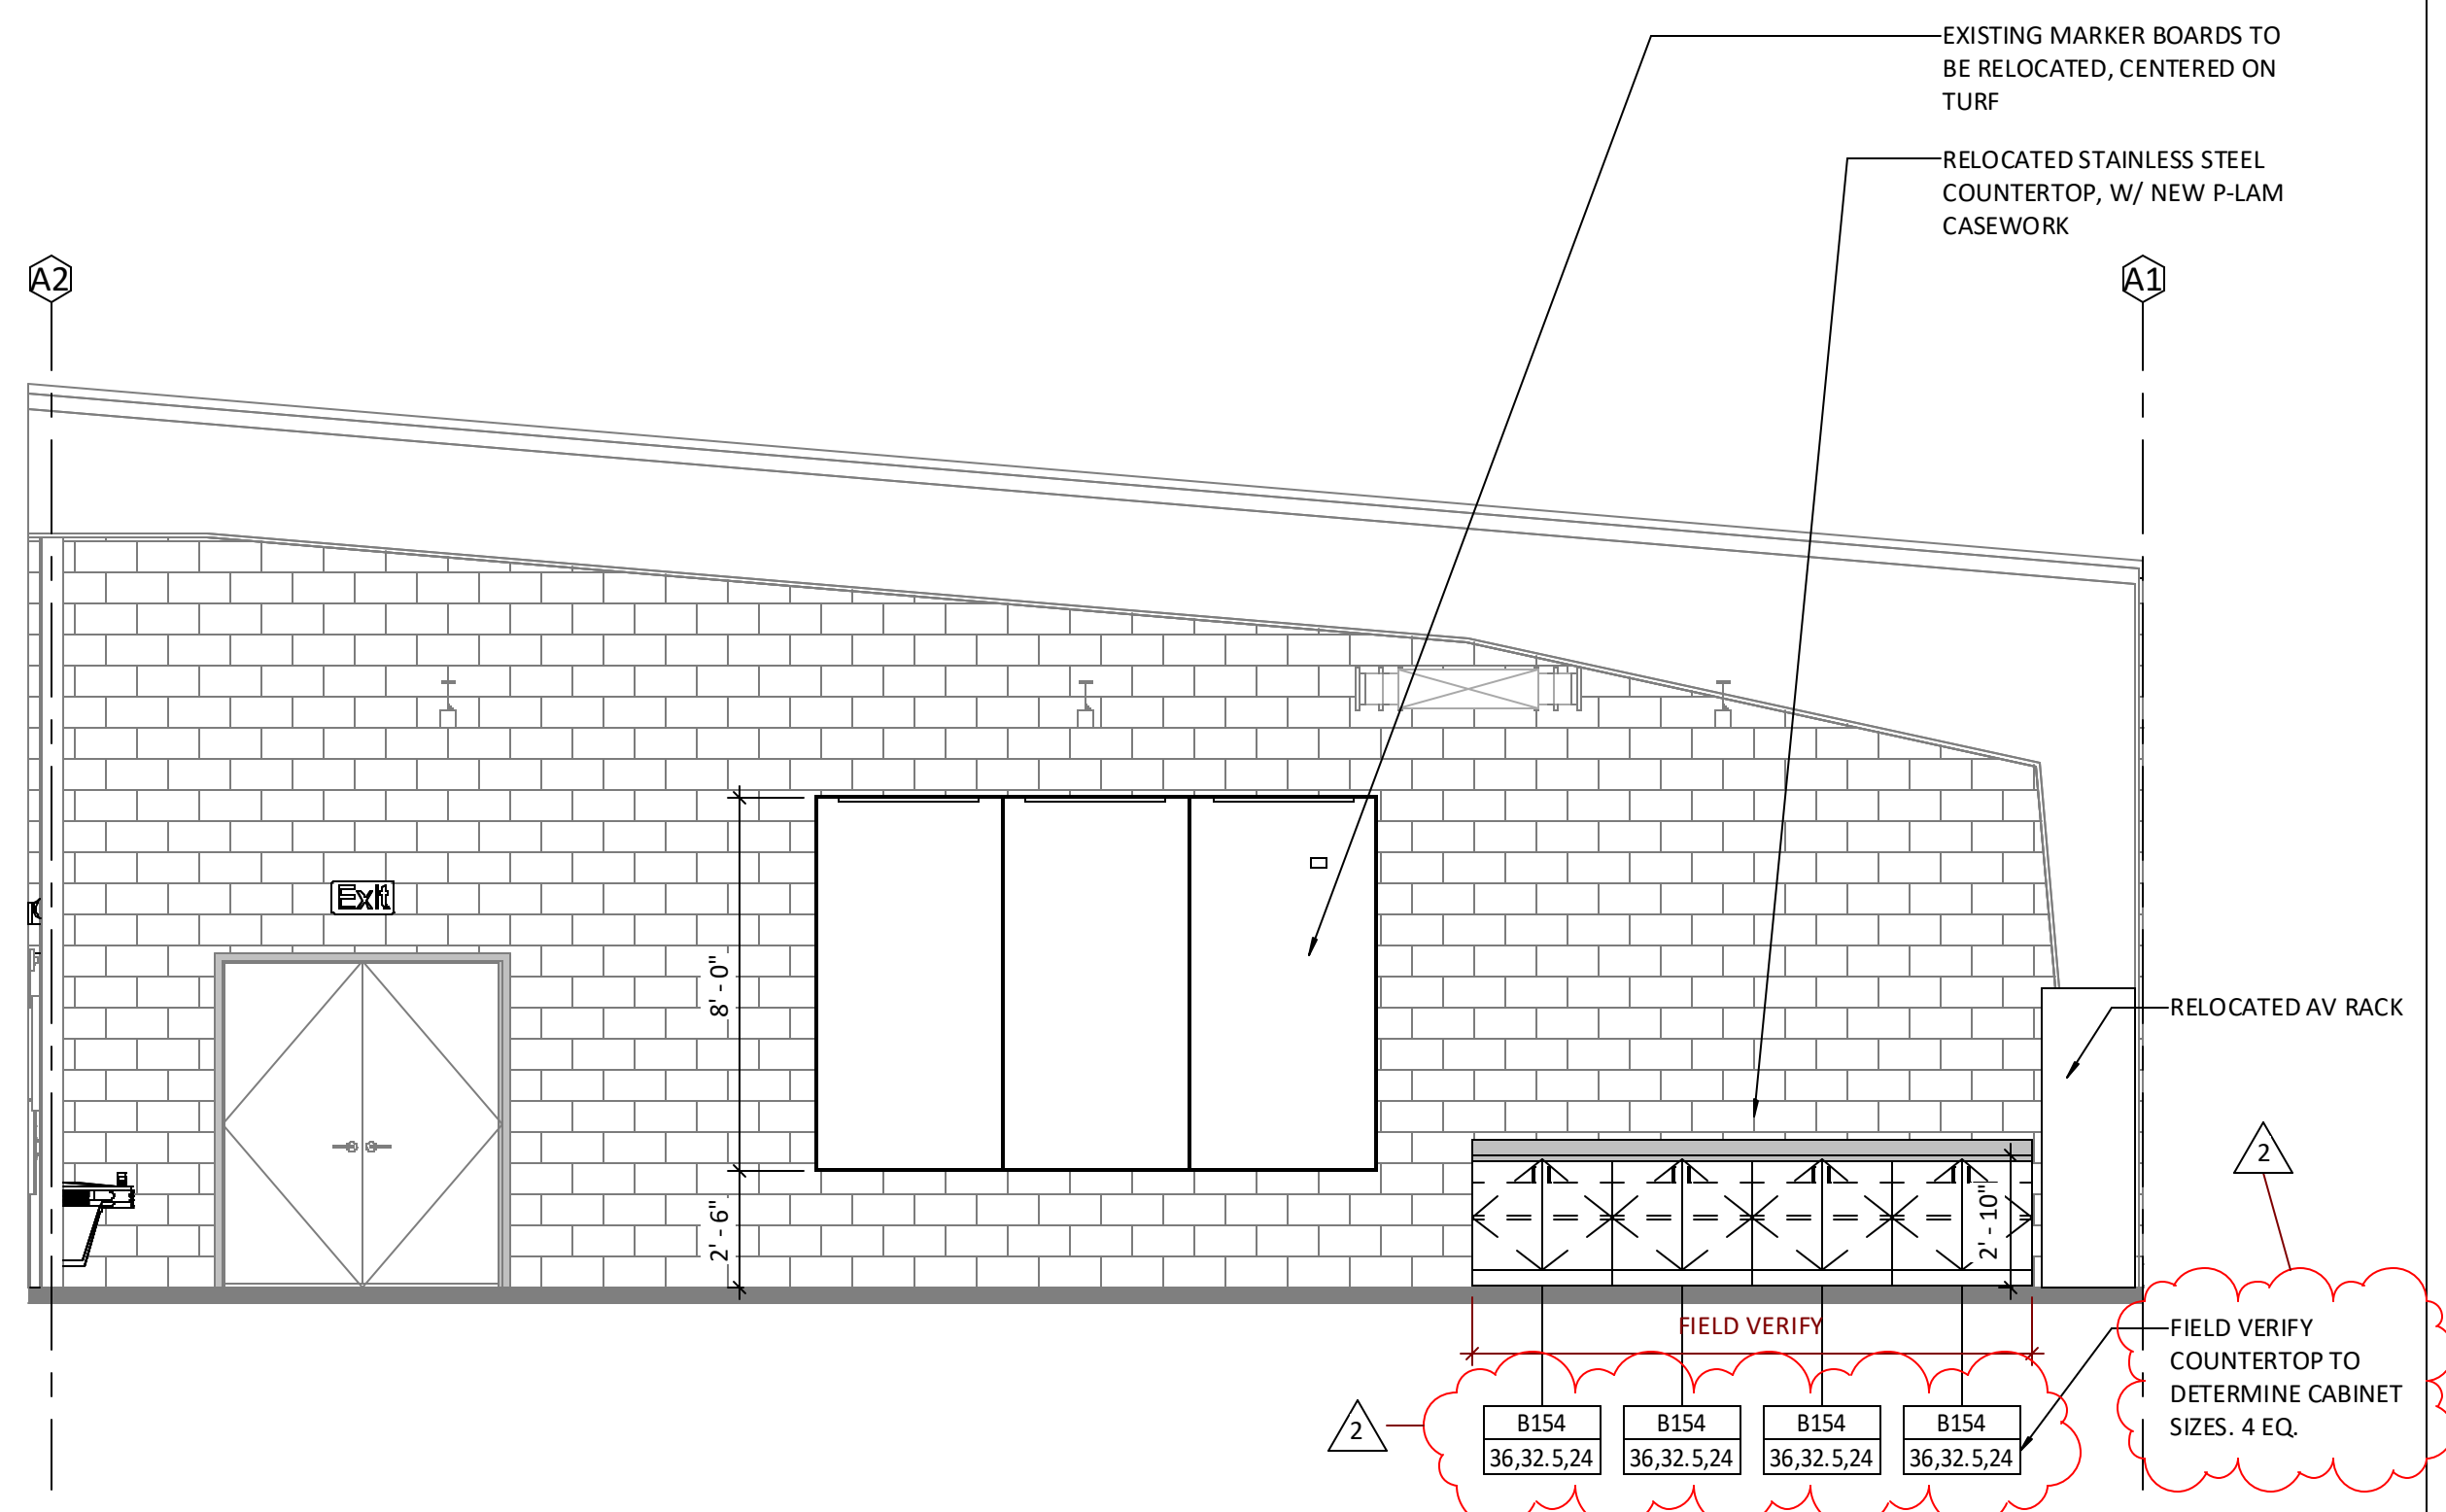 EXISTING MARKER BOARDS TO
BE RELOCATED, CENTERED ON
TURF
RELOCATED STAINLESS STEEL
COUNTERTOP, W/ NEW P-LAM
CASEWORK
A2
A1
Exit
8' - 0"
2' - 6"
2' - 10"
RELOCATED AV RACK
2
FIELD VERIFY
FIELD VERIFY
COUNTERTOP TO
DETERMINE CABINET
SIZES. 4 EQ.
2
B154
36,32.5,24
B154
36,32.5,24
B154
36,32.5,24
B154
36,32.5,24